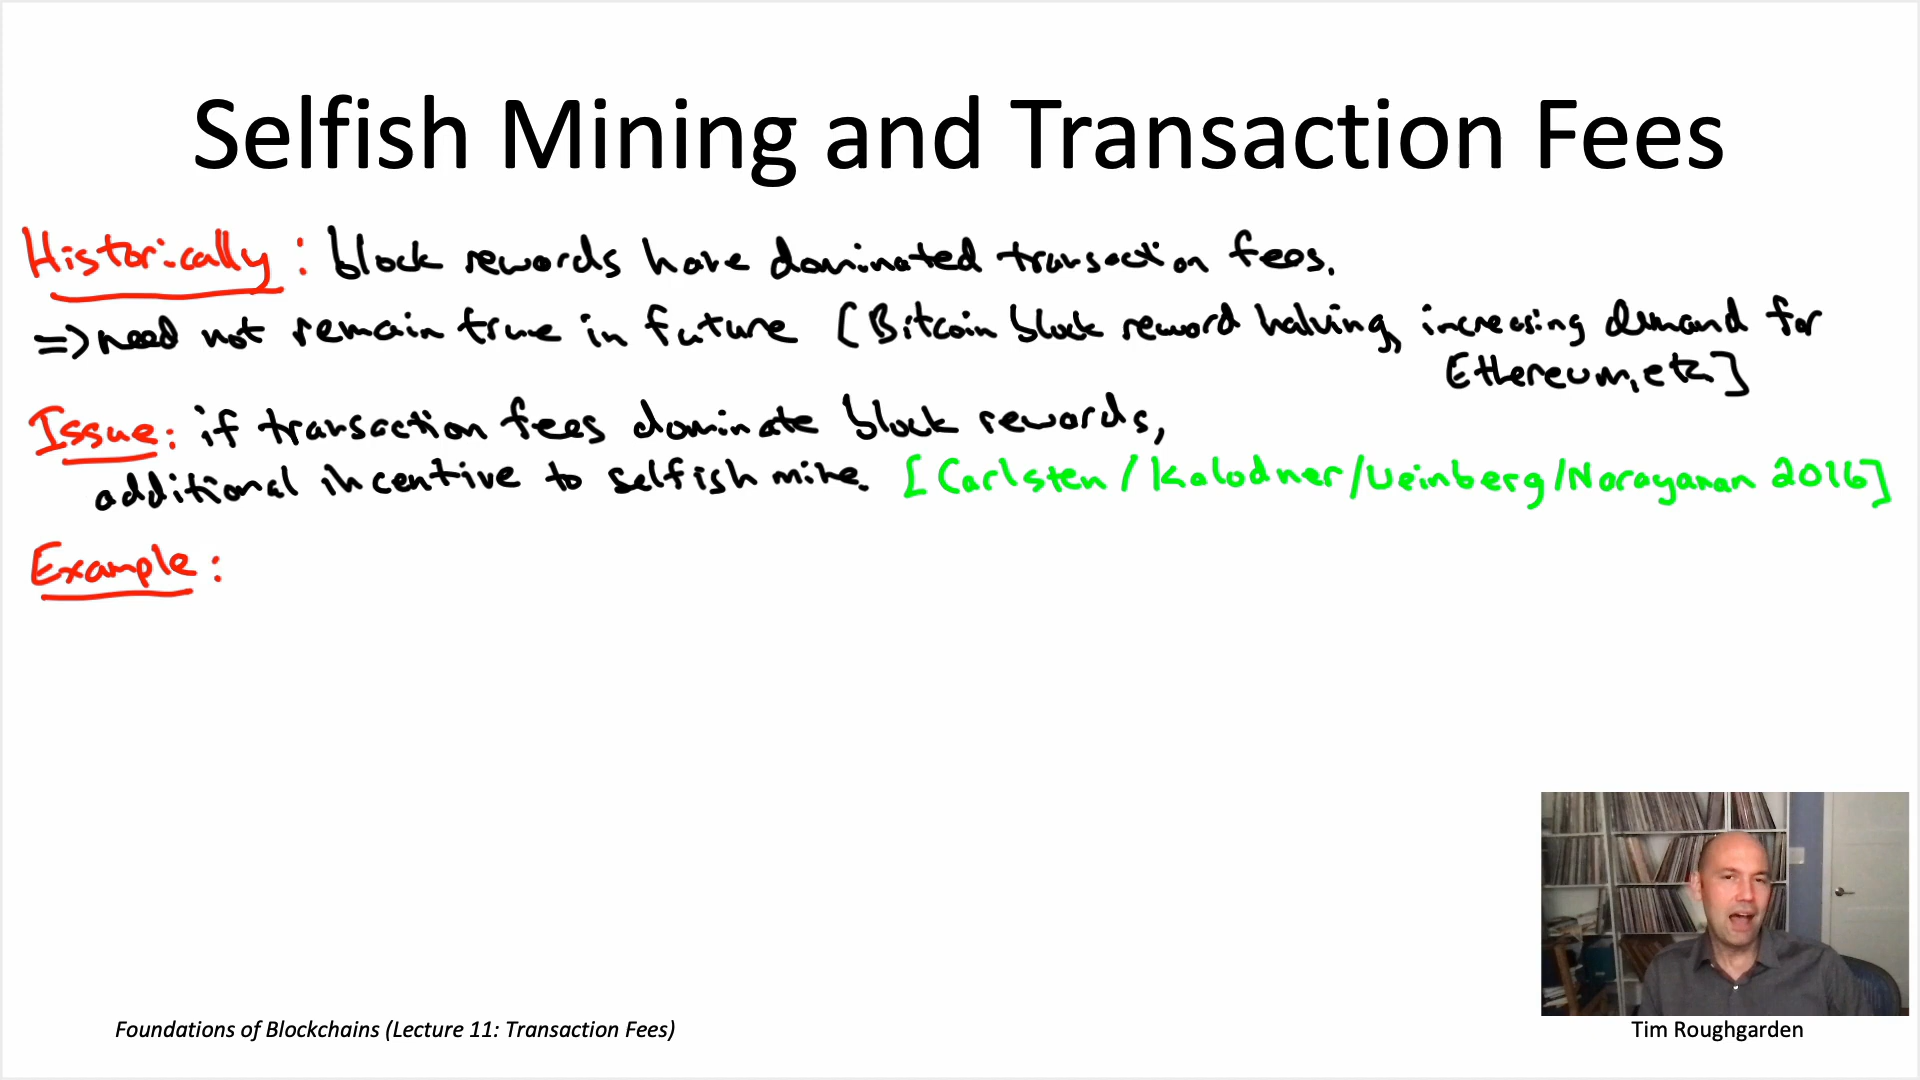 Selfish Mining and Transaction Fees
Historically: block rewards have dominated transaction fees.
=> need not remain true in future [Bitcoin block reward halving, increasing demand for
Ethereum, etc.]
Issue: if transaction fees dominate block rewards,
additional incentive to selfish mine. [Carlsten/Kalodner/Weinberg/Narayanan 2016]
Example:
Foundations of Blockchains (Lecture 11: Transaction Fees)
Tim Roughgarden